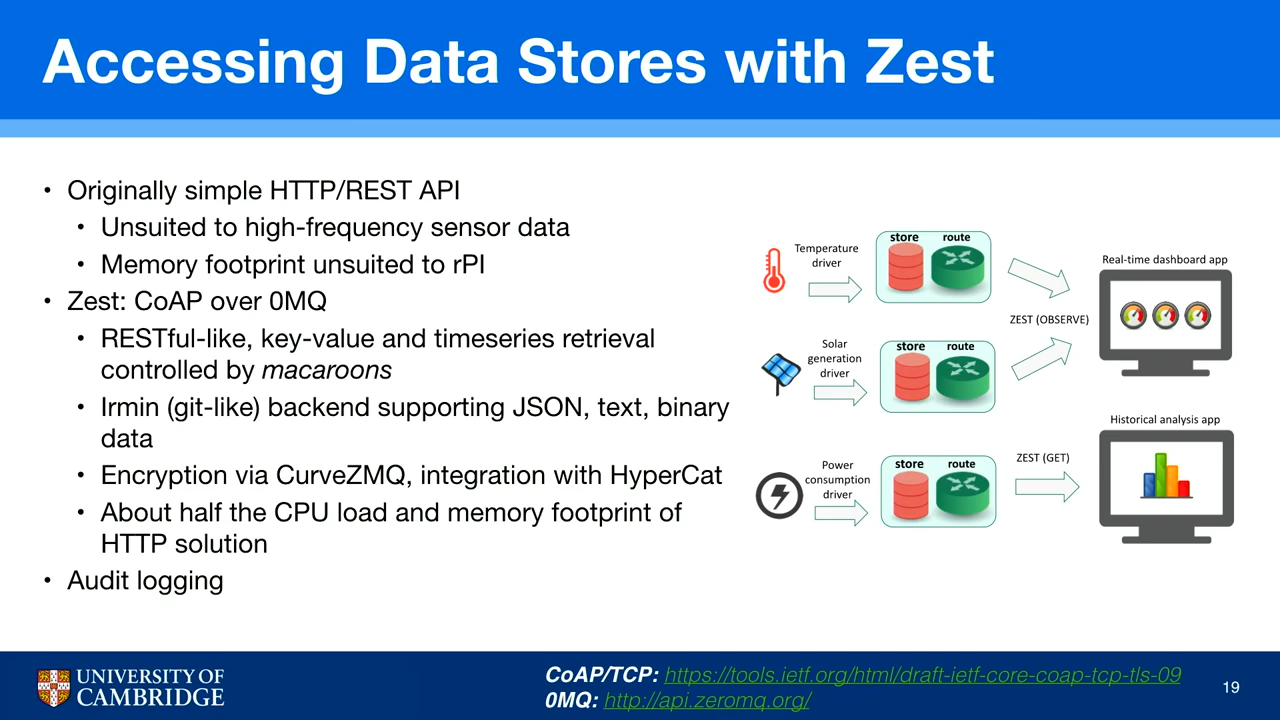 Accessing Data Stores with Zest
• Originally simple HTTP/REST API
• Unsuited to high-frequency sensor data
• Memory footprint unsuited to rPI
• Zest: CoAP over 0MQ
• RESTful-like, key-value and timeseries retrieval
controlled by macaroons
• Irmin (git-like) backend supporting JSON, text, binary
data
• Encryption via CurveZMQ, integration with HyperCat
• About half the CPU load and memory footprint of
HTTP solution
• Audit logging
Temperature
driver
store route
Solar
generation
driver
store route
Power
consumption
driver
store route
ZEST (OBSERVE)
ZEST (GET)
Real-time dashboard app
Historical analysis app
UNIVERSITY OF
CAMBRIDGE
CoAP/TCP: https://tools.ietf.org/html/draft-ietf-core-coap-tcp-tls-09
0MQ: http://api.zeromq.org/
19